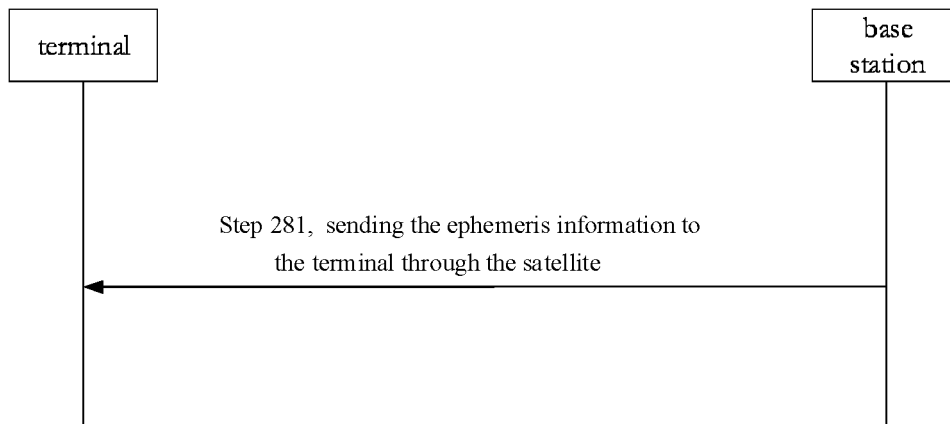 terminal
base
station
Step 281,  sending the ephemeris information to
the terminal through the satellite